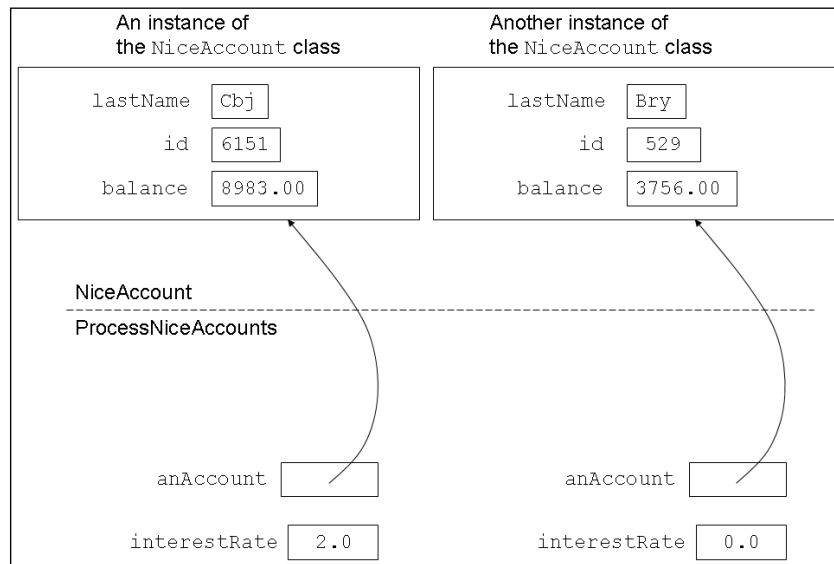 An instance of
the NiceAccount class
lastName Cbj
id 6151
balance 8983.00
Another instance of
the NiceAccount class
lastName Bry
id 529
balance 3756.00
NiceAccount
ProcessNiceAccounts
anAccount
interestRate 2.0
anAccount
interestRate 0.0